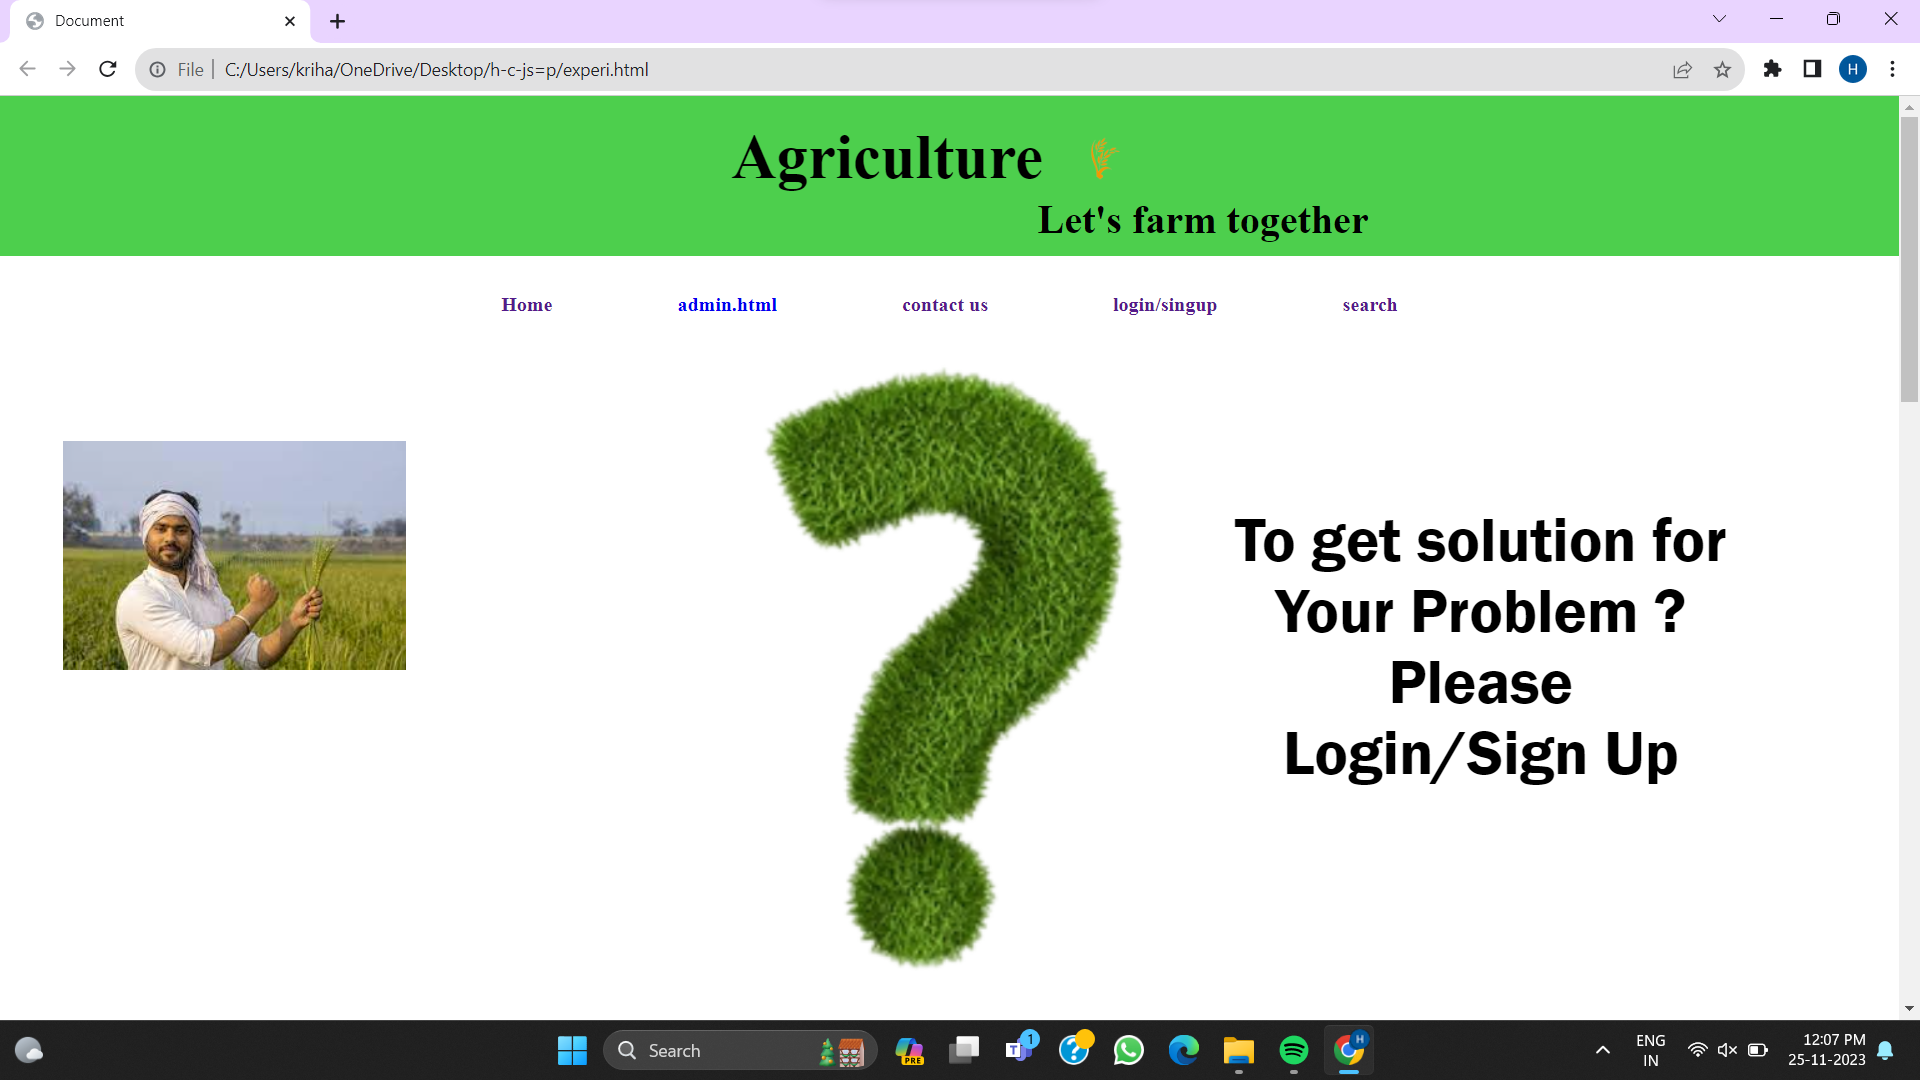 Document
File
C:/Users/kriha/OneDrive/Desktop/h-c-js=p/experi.html
H
Agriculture
Let's farm together
Home admin.html contact us login/singup search
To get solution for
Your Problem ?
Please
Login/Sign Up
Search
PRE
T
1
?
H
ENG
IN
12:07 PM
25-11-2023